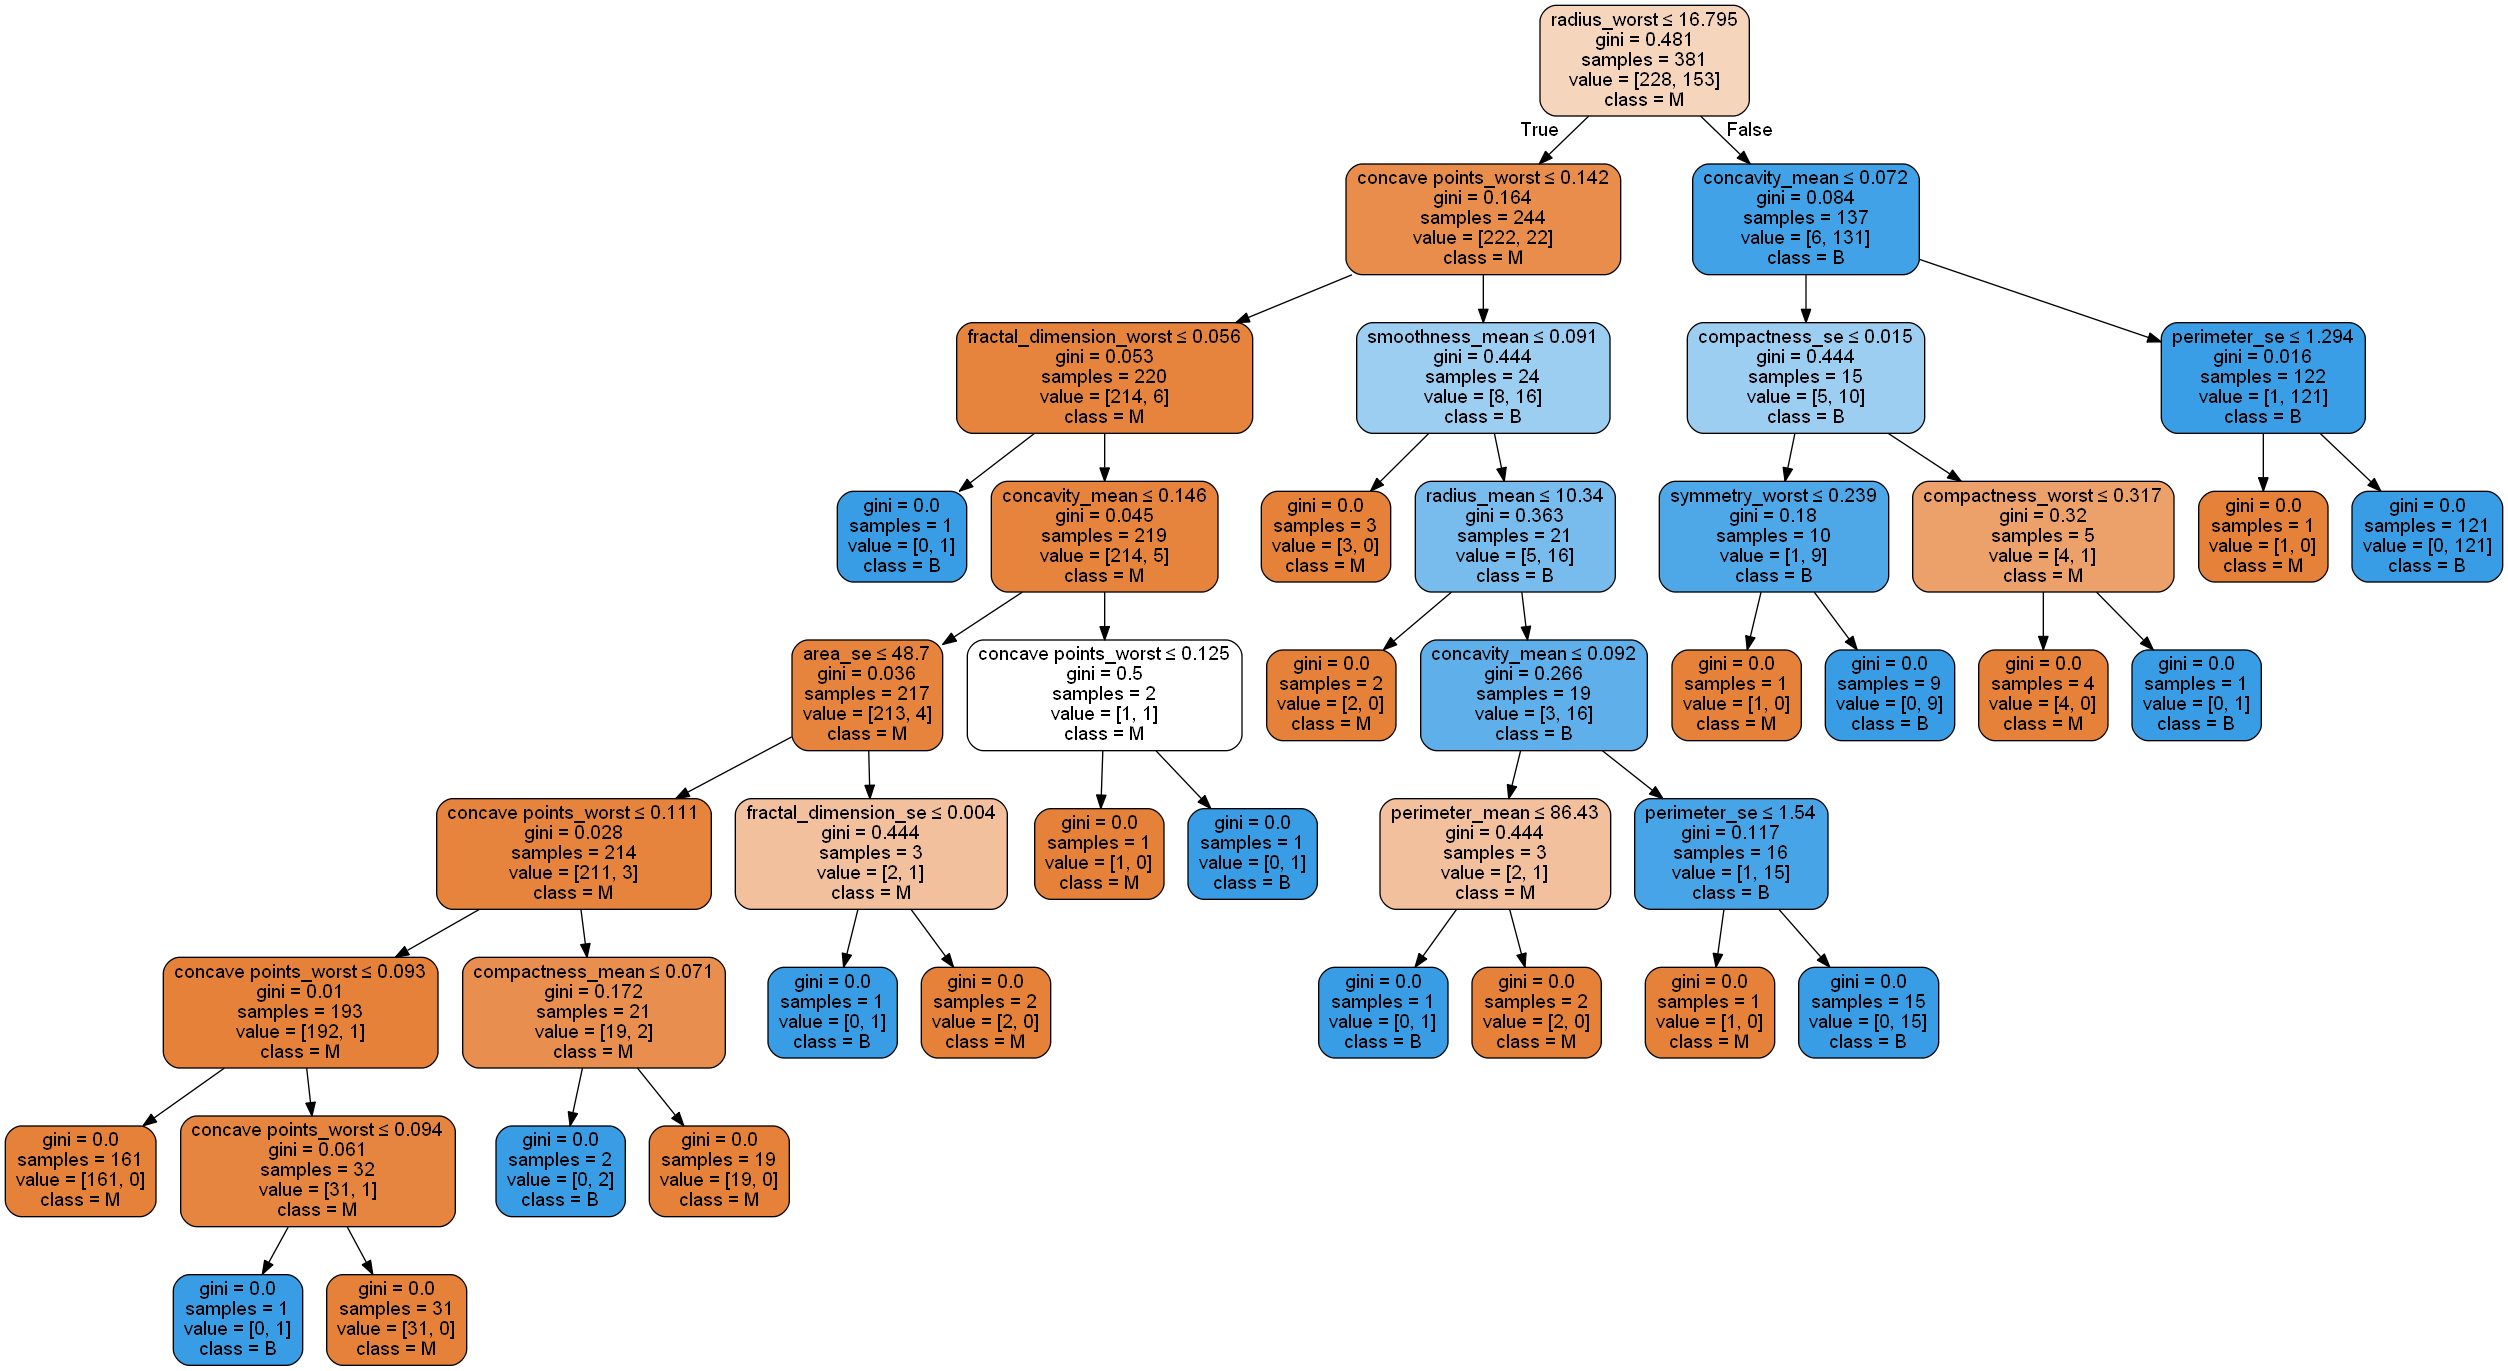 radius_worst ≤ 16.795
gini = 0.481
samples = 381
value = [228, 153]
class = M
True
False
concave points_worst ≤ 0.142
gini = 0.164
samples = 244
value = [222, 22]
class = M
concavity_mean ≤ 0.072
gini = 0.084
samples = 137
value = [6, 131]
class = B
fractal_dimension_worst ≤ 0.056
gini = 0.053
samples = 220
value = [214, 6]
class = M
smoothness_mean ≤ 0.091
gini = 0.444
samples = 24
value = [8, 16]
class = B
compactness_se ≤ 0.015
gini = 0.444
samples = 15
value = [5, 10]
class = B
perimeter_se ≤ 1.294
gini = 0.016
samples = 122
value = [1, 121]
class = B
gini = 0.0
samples = 1
value = [0, 1]
class = B
concavity_mean ≤ 0.146
gini = 0.045
samples = 219
value = [214, 5]
class = M
gini = 0.0
samples = 3
value = [3, 0]
class = M
radius_mean ≤ 10.34
gini = 0.363
samples = 21
value = [5, 16]
class = B
symmetry_worst ≤ 0.239
gini = 0.18
samples = 10
value = [1, 9]
class = B
compactness_worst ≤ 0.317
gini = 0.32
samples = 5
value = [4, 1]
class = M
gini = 0.0
samples = 1
value = [1, 0]
class = M
gini = 0.0
samples = 121
value = [0, 121]
class = B
area_se ≤ 48.7
gini = 0.036
samples = 217
value = [213, 4]
class = M
concave points_worst ≤ 0.125
gini = 0.5
samples = 2
value = [1, 1]
class = M
gini = 0.0
samples = 2
value = [2, 0]
class = M
concavity_mean ≤ 0.092
gini = 0.266
samples = 19
value = [3, 16]
class = B
gini = 0.0
samples = 1
value = [1, 0]
class = M
gini = 0.0
samples = 9
value = [0, 9]
class = B
gini = 0.0
samples = 4
value = [4, 0]
class = M
gini = 0.0
samples = 1
value = [0, 1]
class = B
concave points_worst ≤ 0.111
gini = 0.028
samples = 214
value = [211, 3]
class = M
fractal_dimension_se ≤ 0.004
gini = 0.444
samples = 3
value = [2, 1]
class = M
gini = 0.0
samples = 1
value = [1, 0]
class = M
gini = 0.0
samples = 1
value = [0, 1]
class = B
perimeter_mean ≤ 86.43
gini = 0.444
samples = 3
value = [2, 1]
class = M
perimeter_se ≤ 1.54
gini = 0.117
samples = 16
value = [1, 15]
class = B
concave points_worst ≤ 0.093
gini = 0.01
samples = 193
value = [192, 1]
class = M
compactness_mean ≤ 0.071
gini = 0.172
samples = 21
value = [19, 2]
class = M
gini = 0.0
samples = 1
value = [0, 1]
class = B
gini = 0.0
samples = 2
value = [2, 0]
class = M
gini = 0.0
samples = 1
value = [0, 1]
class = B
gini = 0.0
samples = 2
value = [2, 0]
class = M
gini = 0.0
samples = 1
value = [1, 0]
class = M
gini = 0.0
samples = 15
value = [0, 15]
class = B
gini = 0.0
samples = 161
value = [161, 0]
class = M
concave points_worst ≤ 0.094
gini = 0.061
samples = 32
value = [31, 1]
class = M
gini = 0.0
samples = 2
value = [0, 2]
class = B
gini = 0.0
samples = 19
value = [19, 0]
class = M
gini = 0.0
samples = 1
value = [0, 1]
class = B
gini = 0.0
samples = 31
value = [31, 0]
class = M